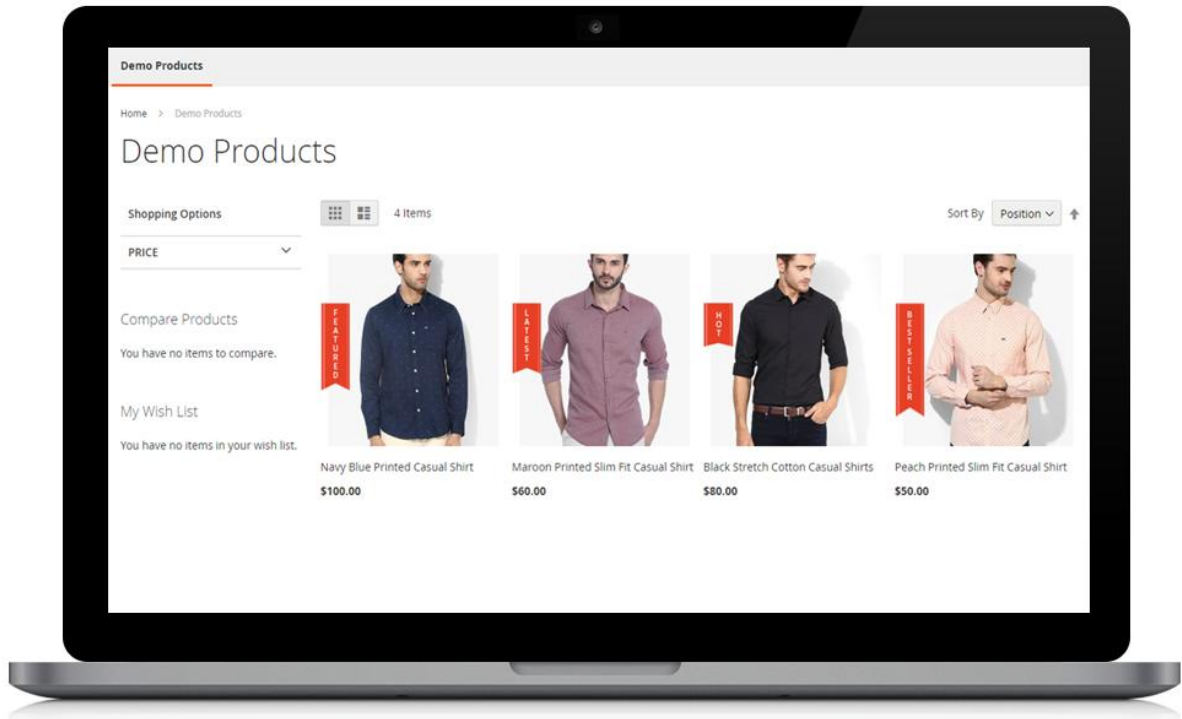 Demo Products
Home > Demo Products
Demo Products
Shopping Options
4 Items
Sort By Position
PRICE
FEATURED
LATEST
HOT
BEST SELLER
Compare Products
You have no items to compare.
My Wish List
You have no items in your wish list.
Navy Blue Printed Casual Shirt
Maroon Printed Slim Fit Casual Shirt
Black Stretch Cotton Casual Shirts
Peach Printed Slim Fit Casual Shirt
$100.00
$60.00
$80.00
$50.00